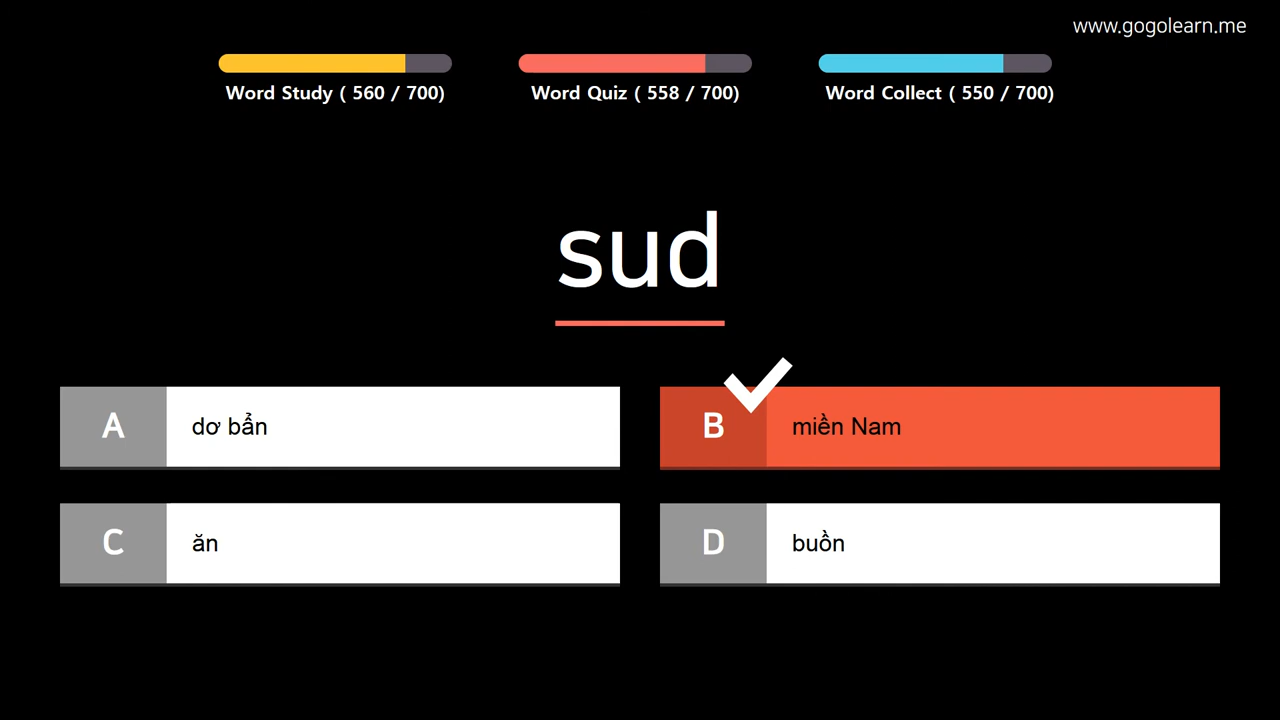 www.gogolearn.me
Word Study ( 560 / 700)
Word Quiz ( 558 / 700)
Word Collect ( 550 / 700)
sud
A
dơ bẩn
B
miền Nam
C
ăn
D
buồn